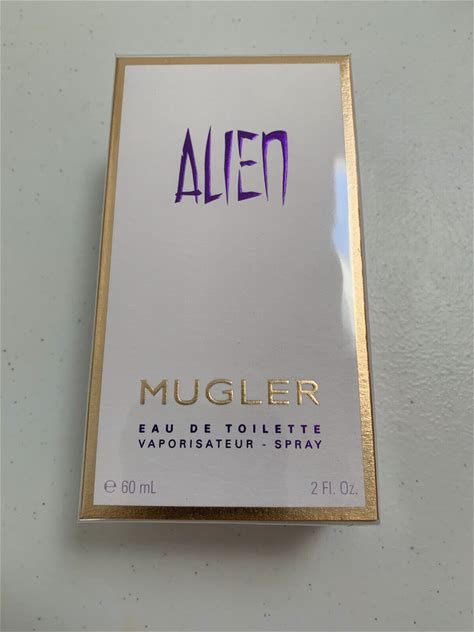 ALIEN
MUGLER
EAU DE TOILETTE
VAPORISATEUR - SPRAY
℮ 60 mL 2 Fl. Oz.